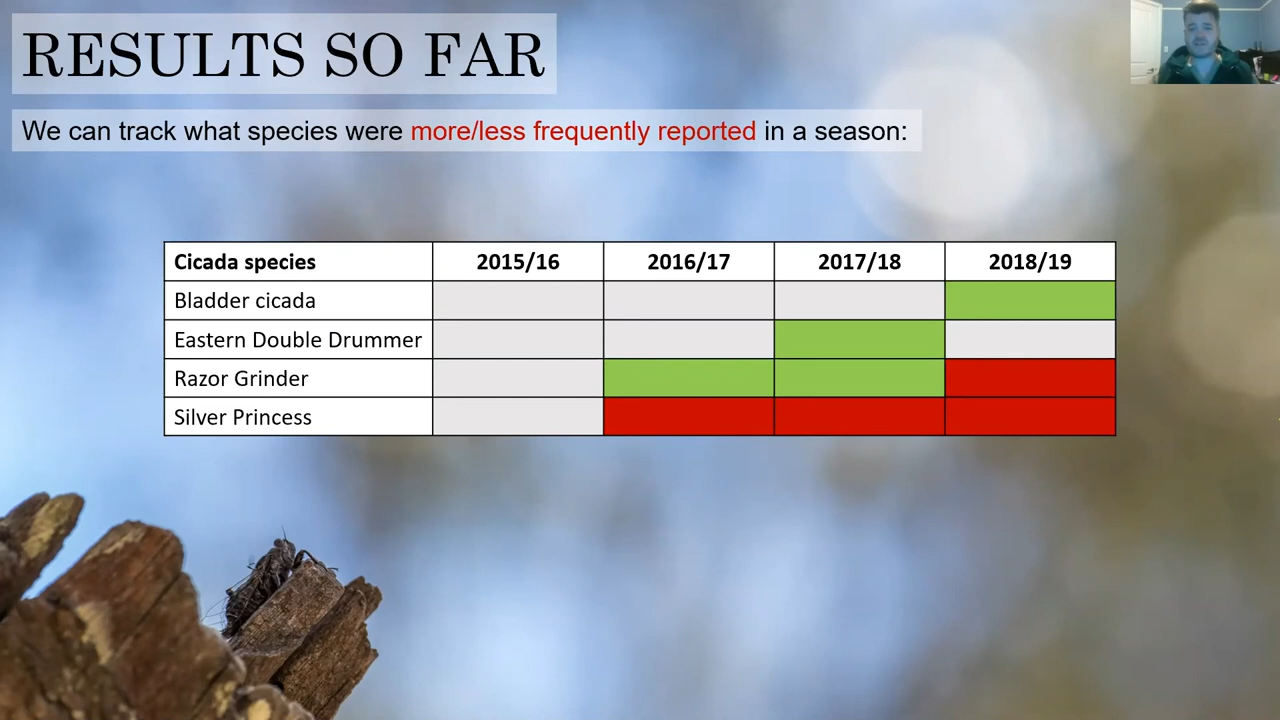 RESULTS SO FAR
We can track what species were more/less frequently reported in a season:
Cicada species 2015/16 2016/17 2017/18 2018/19
Bladder cicada
Eastern Double Drummer
Razor Grinder
Silver Princess